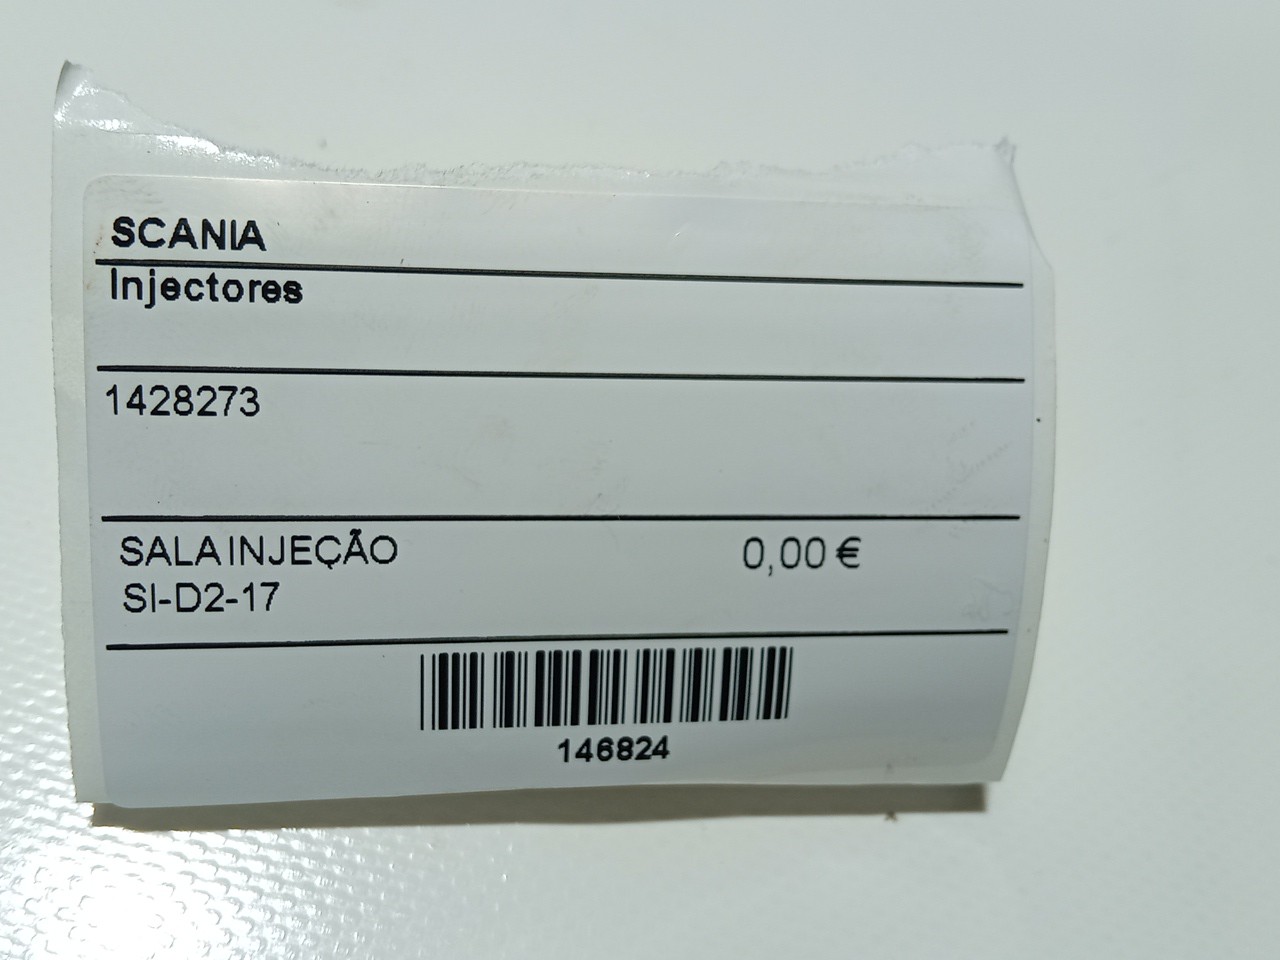 SCANIA
Injectores
1428273
SALA INJEÇÃO 0,00 €
SI-D2-17
146824